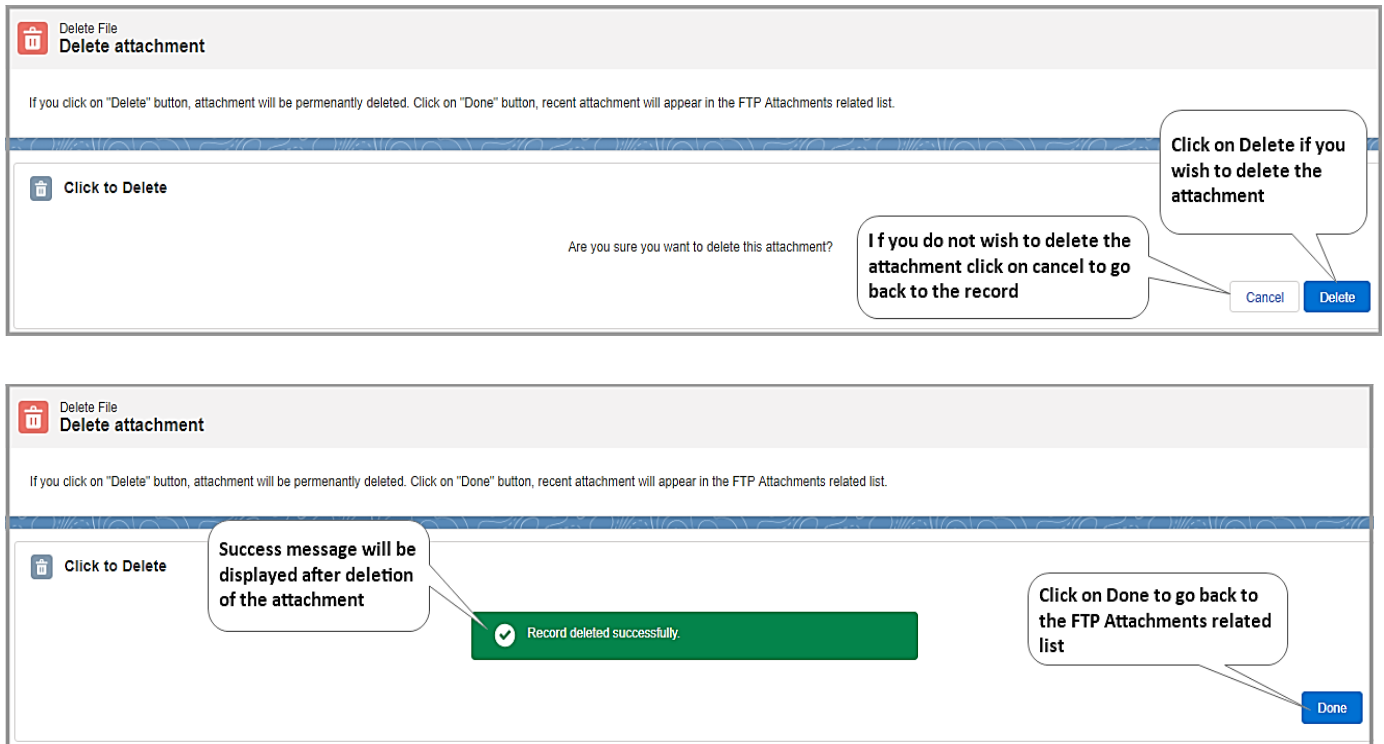 Delete File
Delete attachment
If you click on "Delete" button, attachment will be permenantly deleted. Click on "Done" button, recent attachment will appear in the FTP Attachments related list.
Click on Delete if you
wish to delete the
attachment
Click to Delete
Are you sure you want to delete this attachment?
I f you do not wish to delete the
attachment click on cancel to go
back to the record
Cancel
Delete
Delete File
Delete attachment
If you click on "Delete" button, attachment will be permenantly deleted. Click on "Done" button, recent attachment will appear in the FTP Attachments related list.
Click to Delete
Success message will be
displayed after deletion
of the attachment
Record deleted successfully.
Click on Done to go back to
the FTP Attachments related
list
Done